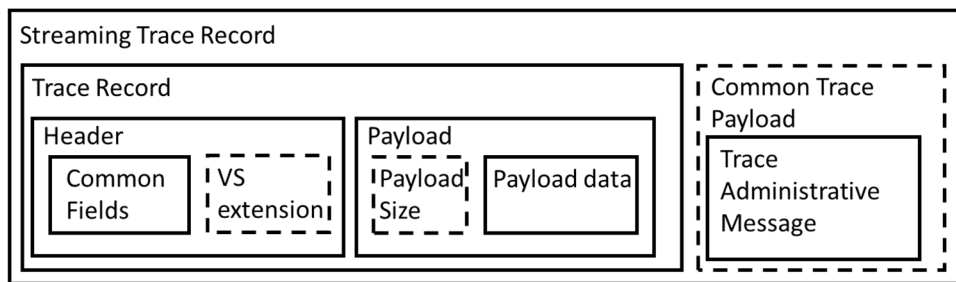 Streaming Trace Record
Trace Record
Header
Common
Fields
VS
extension
Payload
Payload
Size
Payload data
Common Trace
Payload
Trace
Administrative
Message